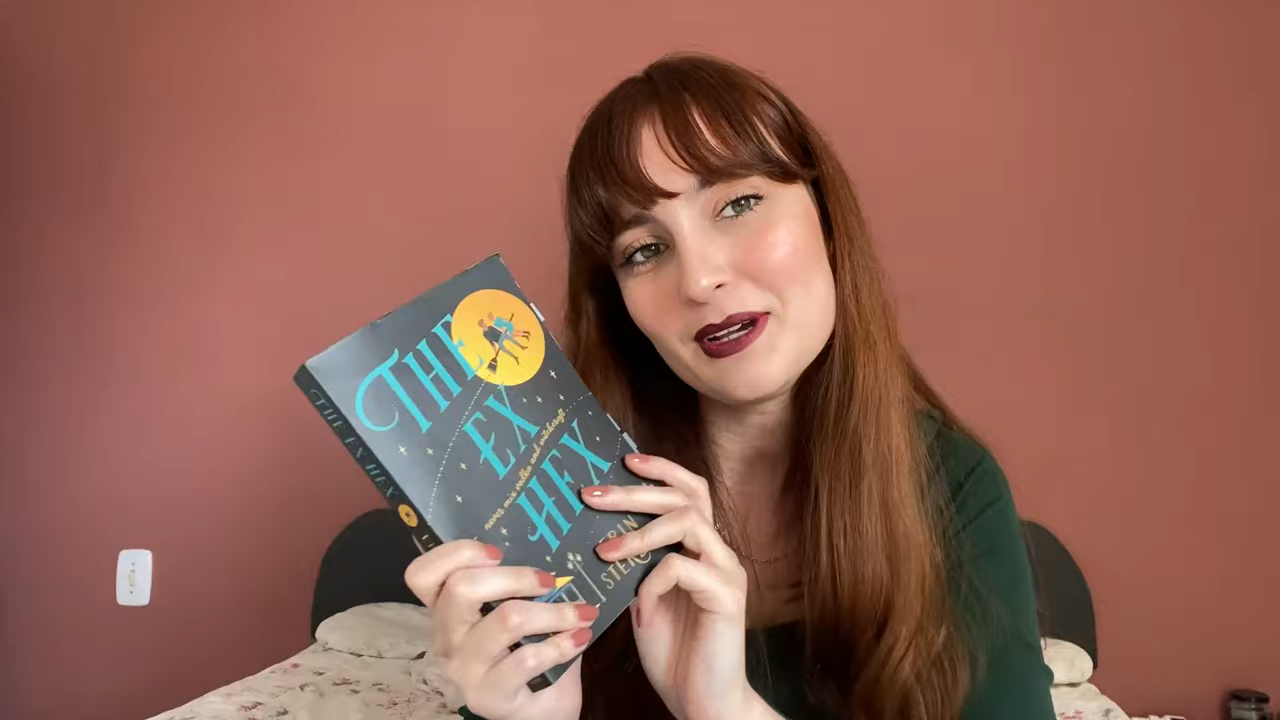 THE
EX
HEX
never mix vodka and witchcraft
THE EX HEX